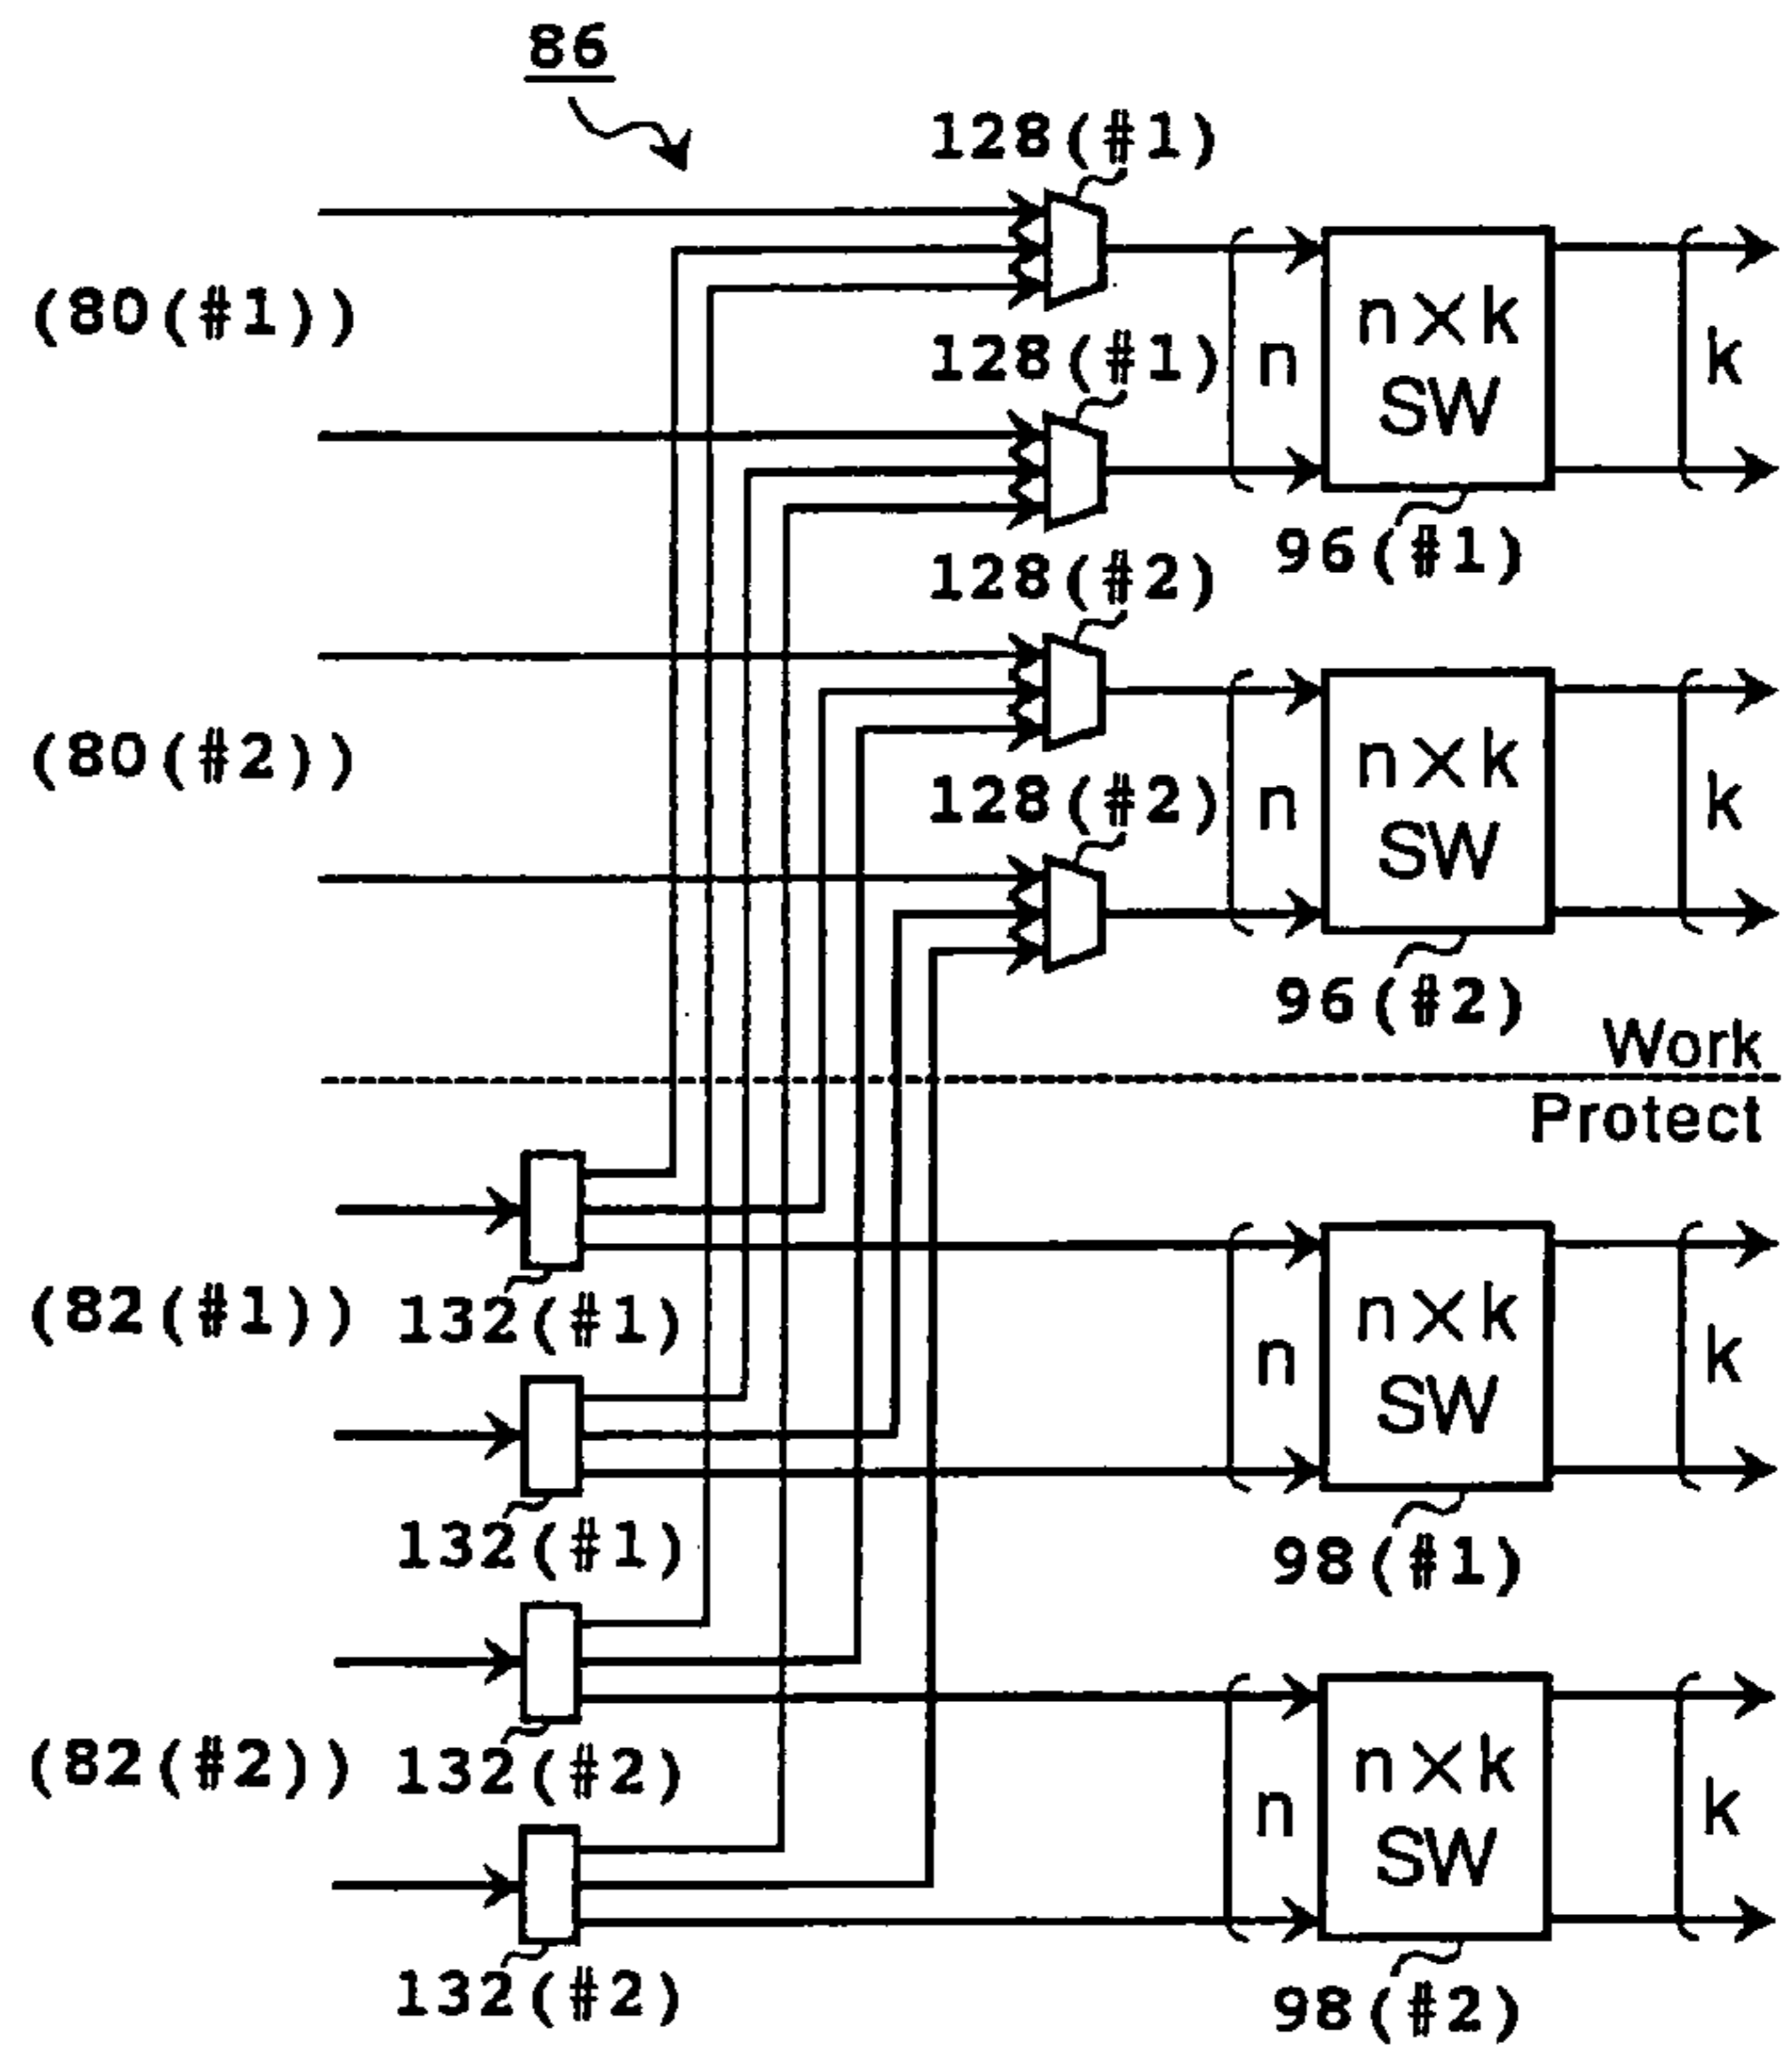 86
128(#1)
(80(#1))
128(#1)
n
n×k
SW
k
96(#1)
128(#2)
(80(#2))
128(#2)
n
n×k
SW
k
96(#2)
Work
Protect
(82(#1))
132(#1)
n
n×k
SW
k
132(#1)
98(#1)
(82(#2))
132(#2)
n
n×k
SW
k
132(#2)
98(#2)